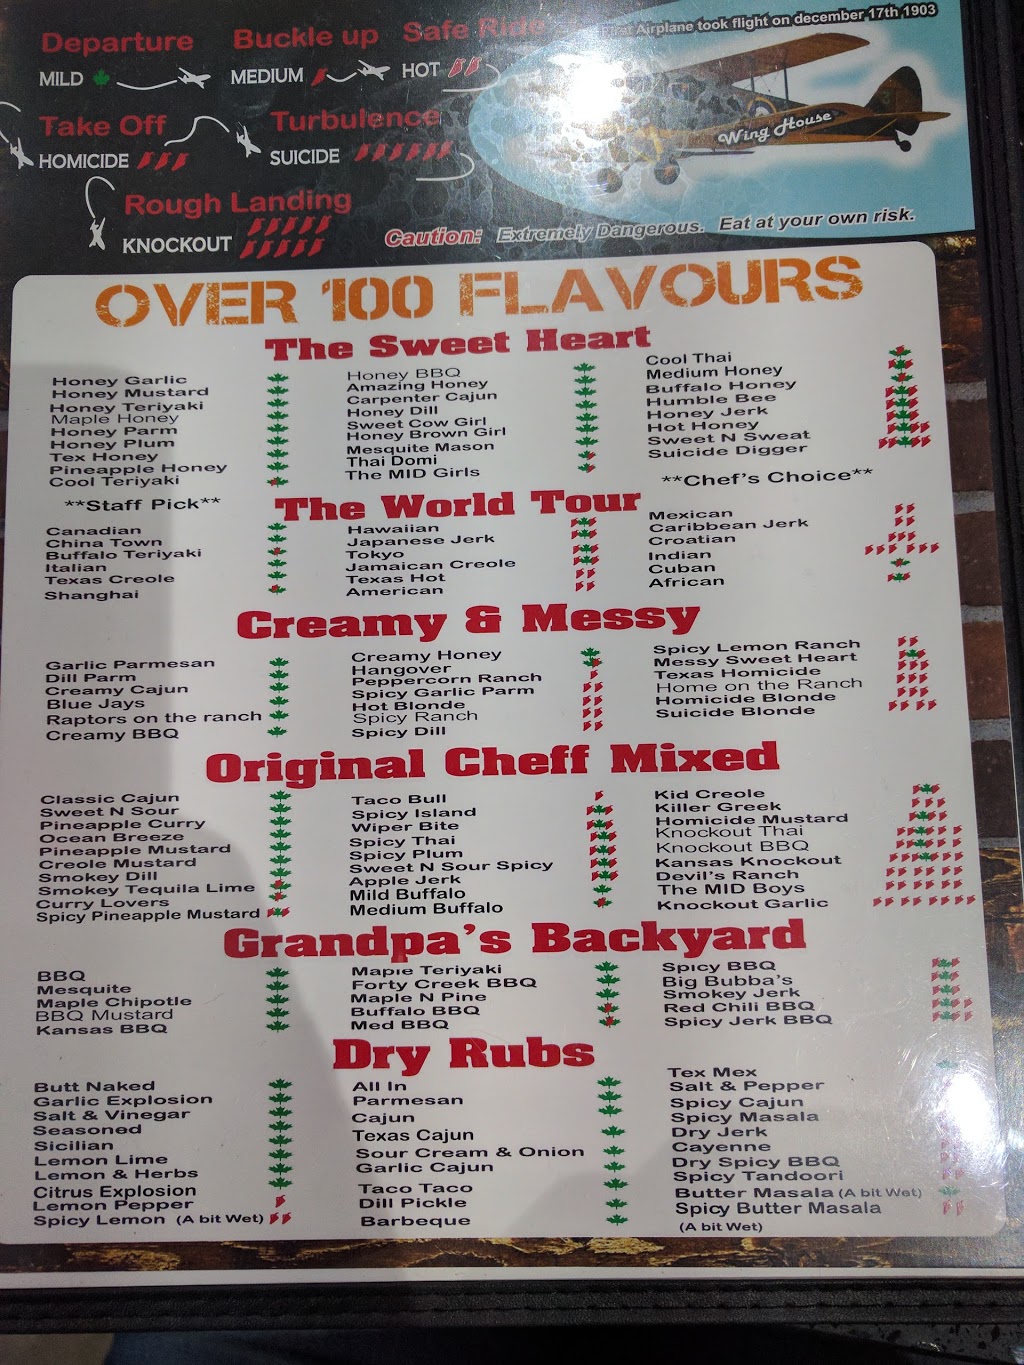 Departure Buckle up Safe Ride
MILD MEDIUM HOT
First Airplane took flight on december 17th 1903
Wing House
Take Off Turbulence
HOMICIDE SUICIDE
Rough Landing
KNOCKOUT
Caution: Extremely Dangerous. Eat at your own risk.
OVER 100 FLAVOURS
The Sweet Heart
Honey Garlic
Honey Mustard
Honey Teriyaki
Maple Honey
Honey Parm
Honey Plum
Tex Honey
Pineapple Honey
Cool Teriyaki
**Staff Pick**
Honey BBQ
Amazing Honey
Carpenter Cajun
Honey Dill
Sweet Cow Girl
Honey Brown Girl
Mesquite Mason
Thai Domi
The MID Girls
Cool Thai
Medium Honey
Buffalo Honey
Humble Bee
Honey Jerk
Hot Honey
Sweet N Sweat
Suicide Digger
**Chef's Choice**
The World Tour
Canadian
China Town
Buffalo Teriyaki
Italian
Texas Creole
Shanghai
Hawaiian
Japanese Jerk
Tokyo
Jamaican Creole
Texas Hot
American
Mexican
Caribbean Jerk
Croatian
Indian
Cuban
African
Creamy & Messy
Garlic Parmesan
Dill Parm
Creamy Cajun
Blue Jays
Raptors on the ranch
Creamy BBQ
Creamy Honey
Hangover
Peppercorn Ranch
Spicy Garlic Parm
Hot Blonde
Spicy Ranch
Spicy Dill
Spicy Lemon Ranch
Messy Sweet Heart
Texas Homicide
Home on the Ranch
Homicide Blonde
Suicide Blonde
Original Cheff Mixed
Classic Cajun
Sweet N Sour
Pineapple Curry
Ocean Breeze
Pineapple Mustard
Creole Mustard
Smokey Dill
Smokey Tequila Lime
Curry Lovers
Spicy Pineapple Mustard
Taco Bull
Spicy Island
Wiper Bite
Spicy Thai
Spicy Plum
Sweet N Sour Spicy
Apple Jerk
Mild Buffalo
Medium Buffalo
Kid Creole
Killer Greek
Homicide Mustard
Knockout Thai
Knockout BBQ
Kansas Knockout
Devil's Ranch
The MID Boys
Knockout Garlic
Grandpa's Backyard
BBQ
Mesquite
Maple Chipotle
BBQ Mustard
Kansas BBQ
Maple Teriyaki
Forty Creek BBQ
Maple N Pine
Buffalo BBQ
Med BBQ
Spicy BBQ
Big Bubba's
Smokey Jerk
Red Chili BBQ
Spicy Jerk BBQ
Dry Rubs
Butt Naked
Garlic Explosion
Salt & Vinegar
Seasoned
Sicilian
Lemon Lime
Lemon & Herbs
Citrus Explosion
Lemon Pepper
Spicy Lemon (A bit Wet)
All In
Parmesan
Cajun
Texas Cajun
Sour Cream & Onion
Garlic Cajun
Taco Taco
Dill Pickle
Barbeque
Tex Mex
Salt & Pepper
Spicy Cajun
Spicy Masala
Dry Jerk
Cayenne
Dry Spicy BBQ
Spicy Tandoori
Butter Masala (A bit Wet)
Spicy Butter Masala
(A bit Wet)